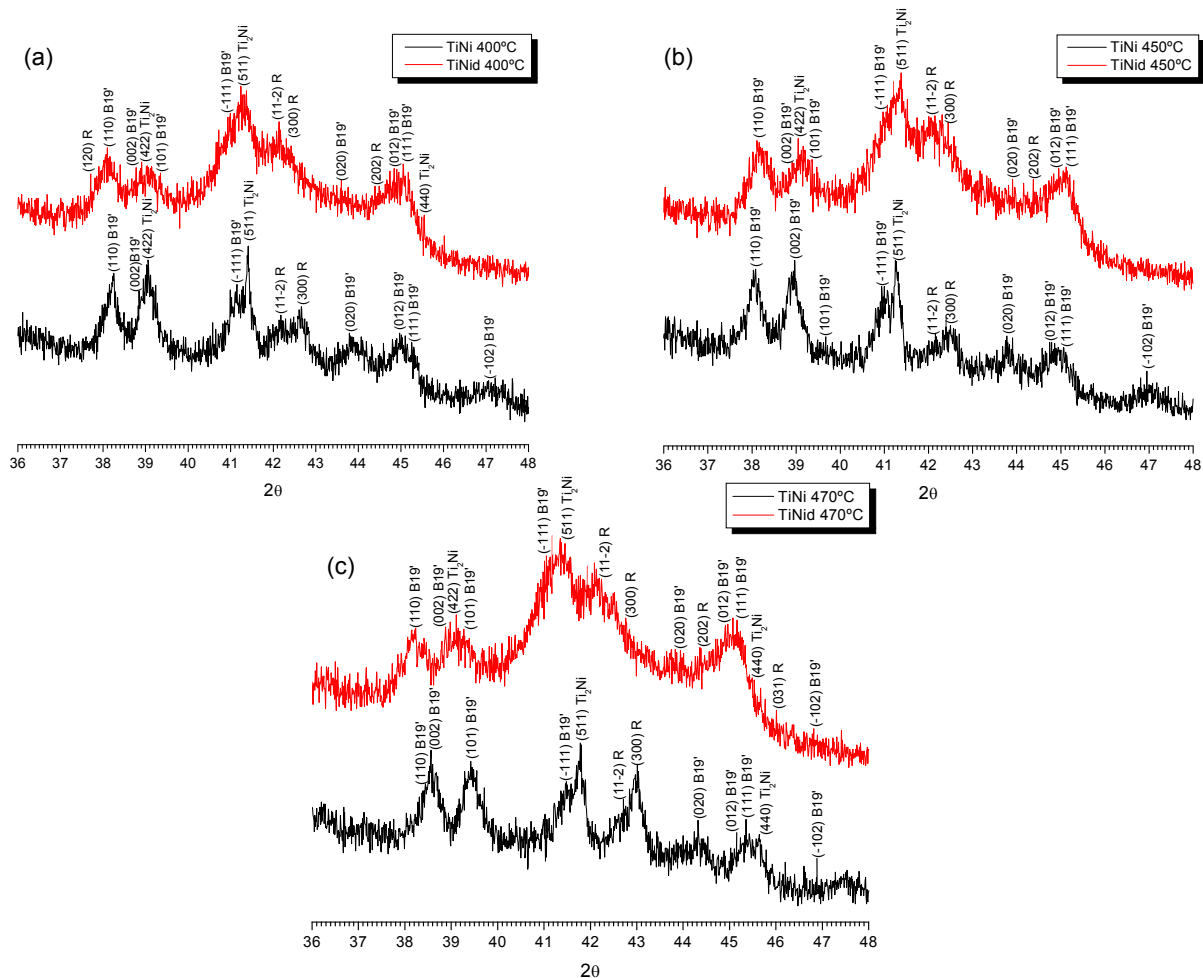 (a)
TiNi 400ºC
TiNid 400ºC
(120) R
(110) B19'
(002) B19'
(422) Ti2Ni
(101) B19'
(-111) B19'
(511) Ti2Ni
(11-2) R
(300) R
(020) B19'
(202) R
(012) B19'
(111) B19'
(440) Ti2Ni
(110) B19'
(002) B19'
(422) Ti2Ni
(-111) B19'
(511) Ti2Ni
(11-2) R
(300) R
(020) B19'
(012) B19'
(111) B19'
(-102) B19'
36 37 38 39 40 41 42 43 44 45 46 47 48
2θ
(b)
TiNi 450ºC
TiNid 450ºC
(110) B19'
(002) B19'
(422) Ti2Ni
(101) B19'
(-111) B19'
(511) Ti2Ni
(11-2) R
(300) R
(020) B19'
(202) R
(012) B19'
(111) B19'
(110) B19'
(002) B19'
(101) B19'
(-111) B19'
(511) Ti2Ni
(11-2) R
(300) R
(020) B19'
(012) B19'
(111) B19'
(-102) B19'
36 37 38 39 40 41 42 43 44 45 46 47 48
2θ
(c)
TiNi 470ºC
TiNid 470ºC
(110) B19'
(002) B19'
(422) Ti2Ni
(101) B19'
(-111) B19'
(511) Ti2Ni
(11-2) R
(300) R
(020) B19'
(202) R
(012) B19'
(111) B19'
(440) Ti2Ni
(031) R
(-102) B19'
(110) B19'
(002) B19'
(101) B19'
(-111) B19'
(511) Ti2Ni
(11-2) R
(300) R
(020) B19'
(012) B19'
(111) B19'
(440) Ti2Ni
(-102) B19'
36 37 38 39 40 41 42 43 44 45 46 47 48
2θ